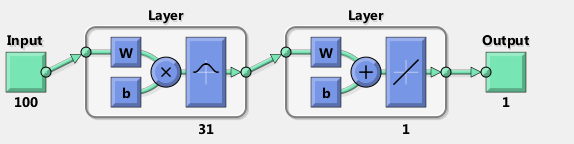 Layer Layer
Input Output
W W
b b
100 1
31 1